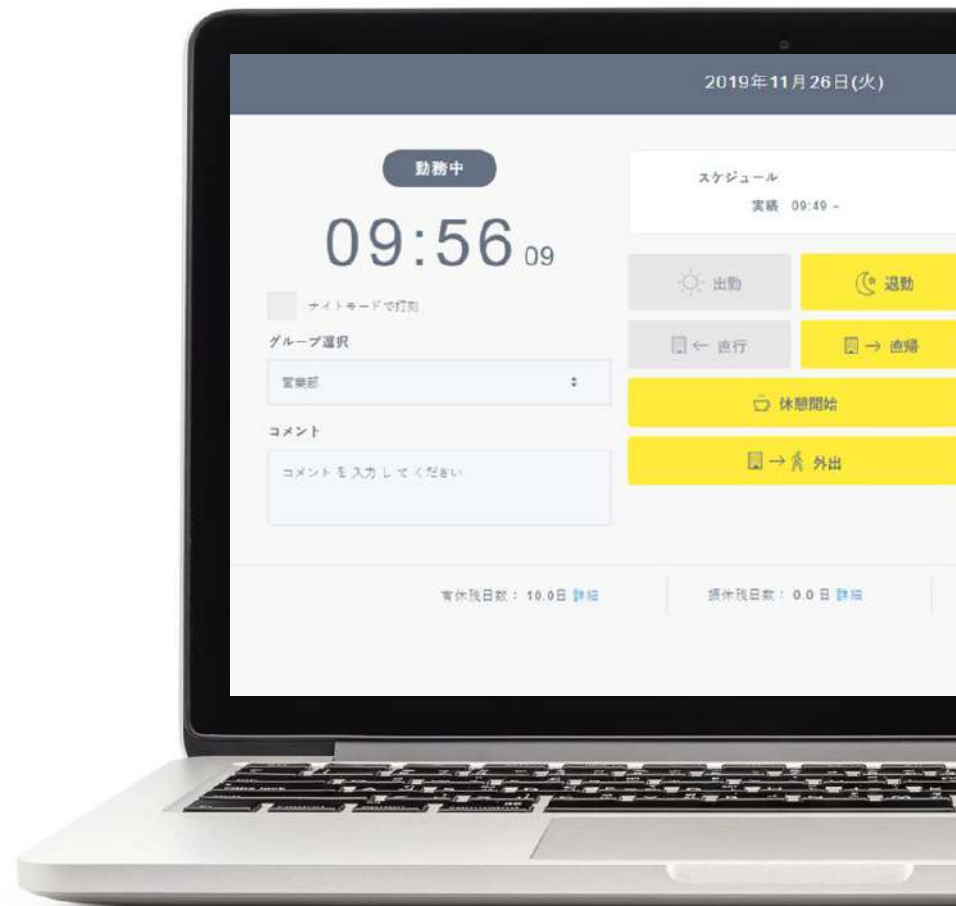 2019年11月26日(火)
勤務中
09:56 09
ナイトモードで打刻
グループ選択
営業部
コメント
コメントを入力してください
スケジュール
実績 09:49 ~
出勤
退勤
← 直行
→ 直帰
休憩開始
→ 外出
有休残日数： 10.0日 詳細
振休残日数： 0.0 日 詳細